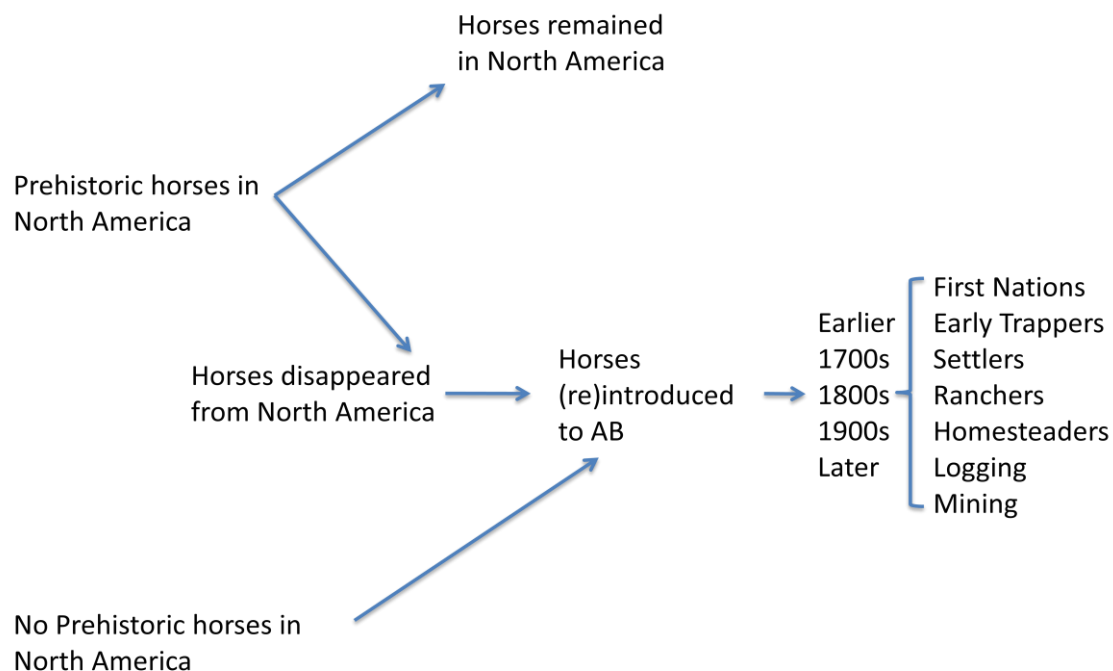 Horses remained
in North America
Prehistoric horses in
North America
Horses disappeared
from North America
Horses
(re)introduced
to AB
Earlier
1700s
1800s
1900s
Later
First Nations
Early Trappers
Settlers
Ranchers
Homesteaders
Logging
Mining
No Prehistoric horses in
North America